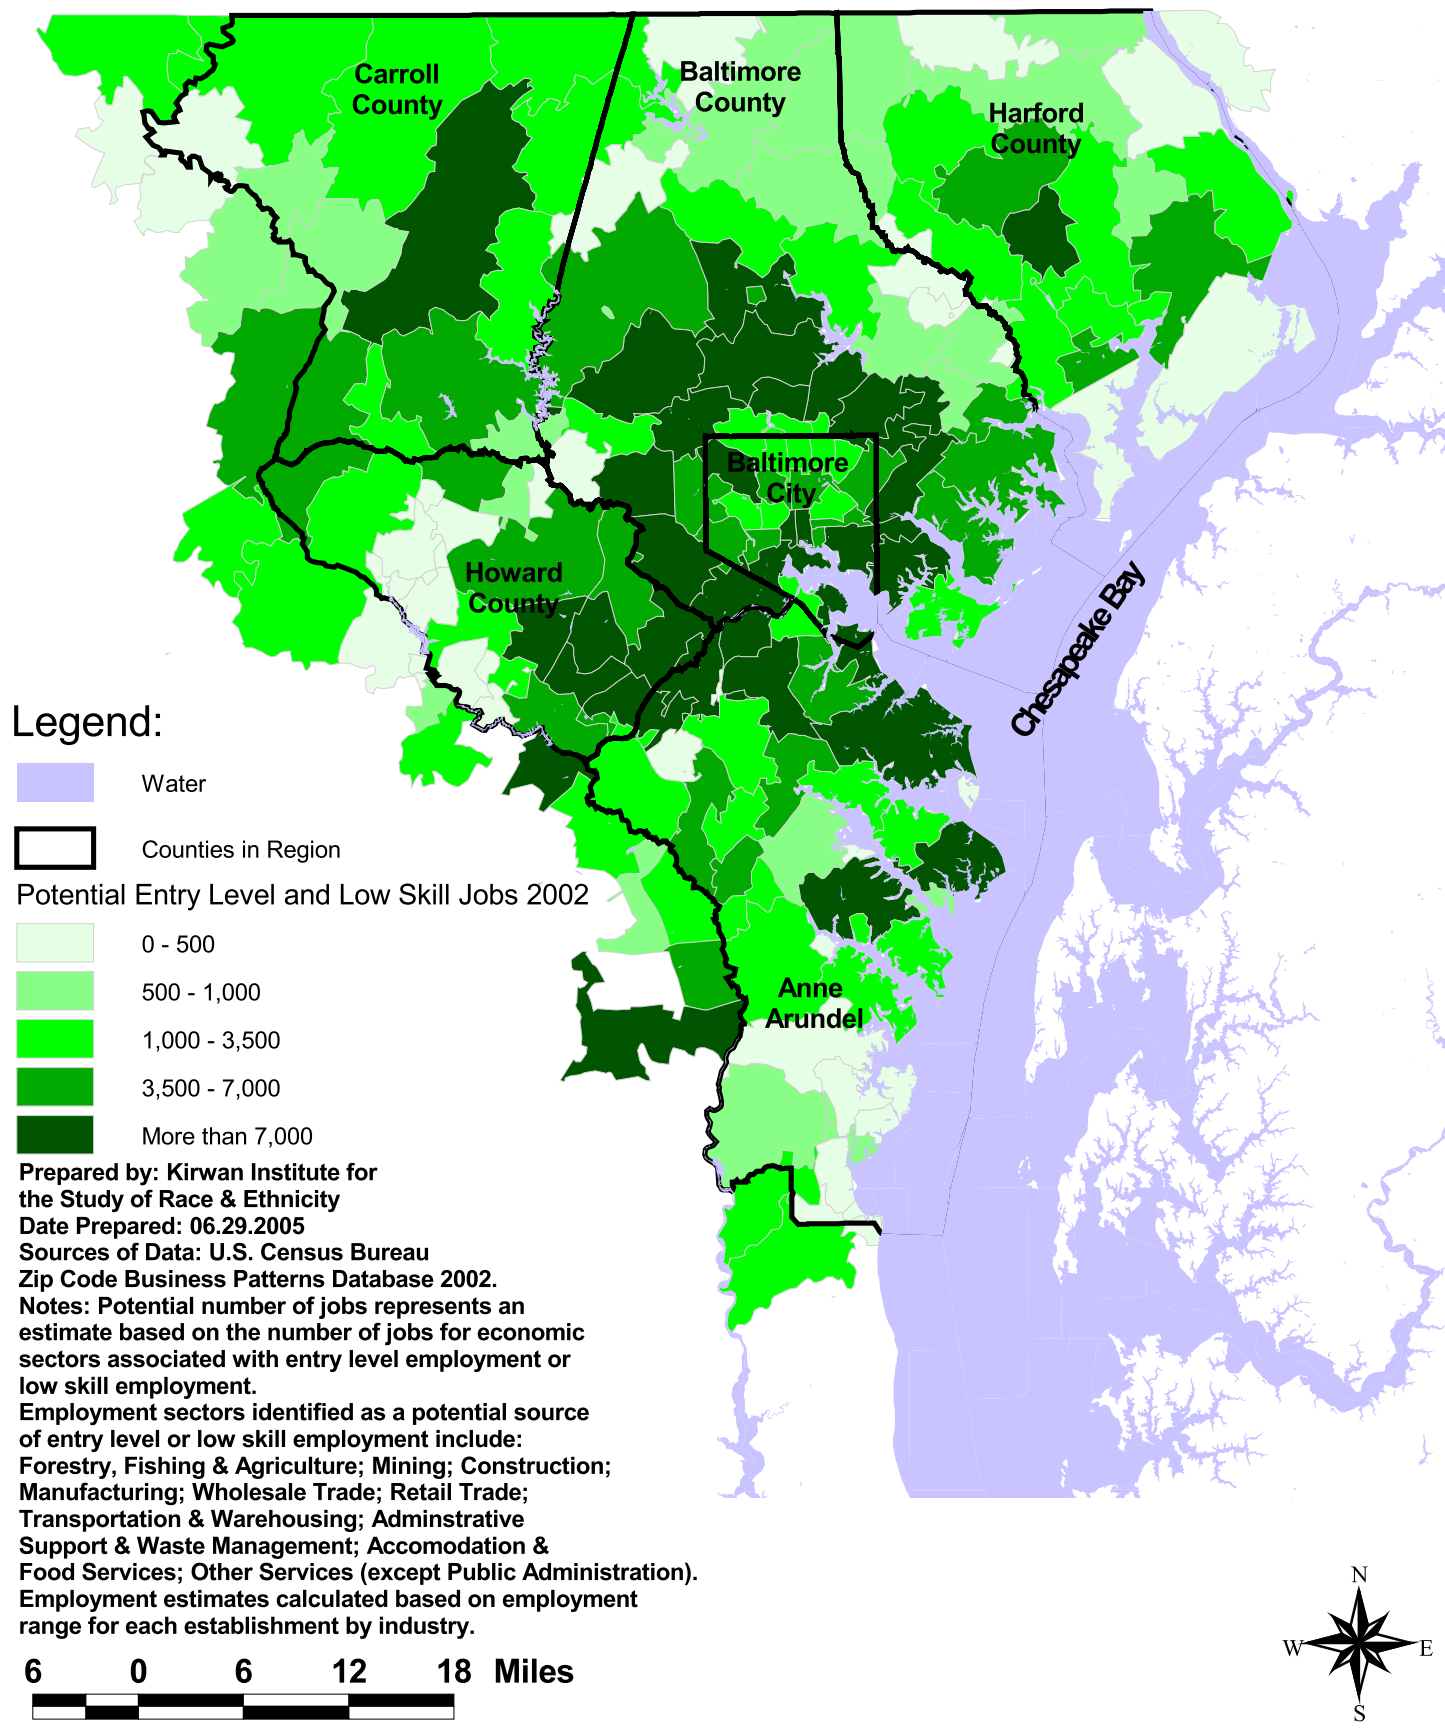 Carroll
County
Baltimore
County
Harford
County
Baltimore
City
Howard
County
Chesapeake Bay
Anne
Arundel
Legend:
Water
Counties in Region
Potential Entry Level and Low Skill Jobs 2002
0 - 500
500 - 1,000
1,000 - 3,500
3,500 - 7,000
More than 7,000
Prepared by: Kirwan Institute for
the Study of Race & Ethnicity
Date Prepared: 06.29.2005
Sources of Data: U.S. Census Bureau
Zip Code Business Patterns Database 2002.
Notes: Potential number of jobs represents an
estimate based on the number of jobs for economic
sectors associated with entry level employment or
low skill employment.
Employment sectors identified as a potential source
of entry level or low skill employment include:
Forestry, Fishing & Agriculture; Mining; Construction;
Manufacturing; Wholesale Trade; Retail Trade;
Transportation & Warehousing; Adminstrative
Support & Waste Management; Accomodation &
Food Services; Other Services (except Public Administration).
Employment estimates calculated based on employment
range for each establishment by industry.
6 0 6 12 18 Miles
N
W E
S